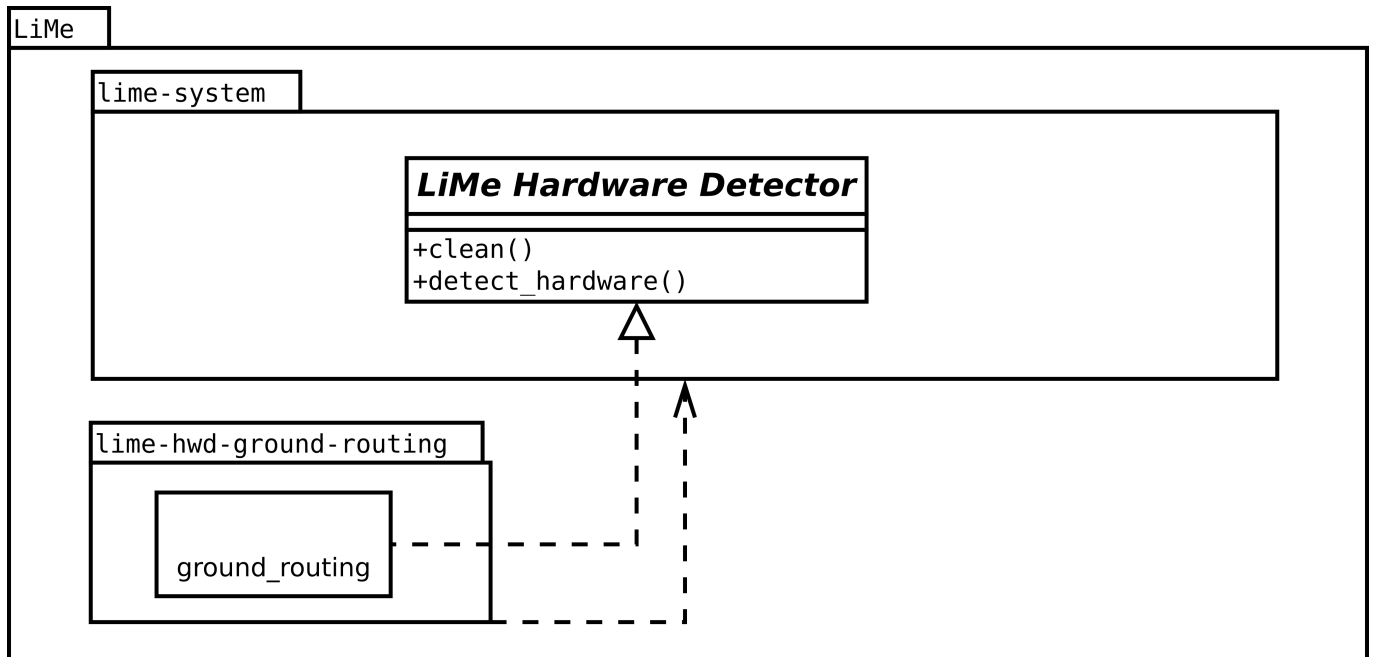 LiMe
lime-system
LiMe Hardware Detector
+clean()
+detect_hardware()
lime-hwd-ground-routing
ground_routing